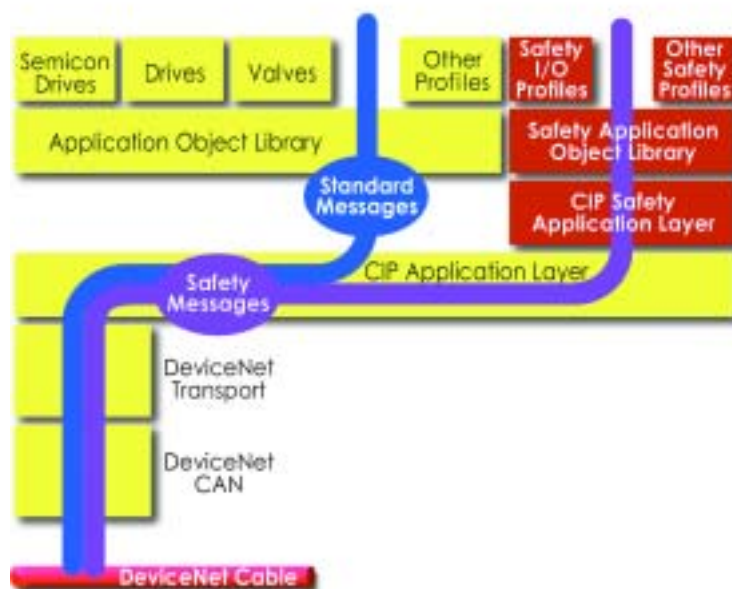 Semicon
Drives
Drives
Valves
Other
Profiles
Safety
I/O
Profiles
Other
Safety
Profiles
Application Object Library
Safety Application
Object Library
Standard
Messages
CIP Safety
Application Layer
CIP Application Layer
Safety
Messages
DeviceNet
Transport
DeviceNet
CAN
DeviceNet Cable